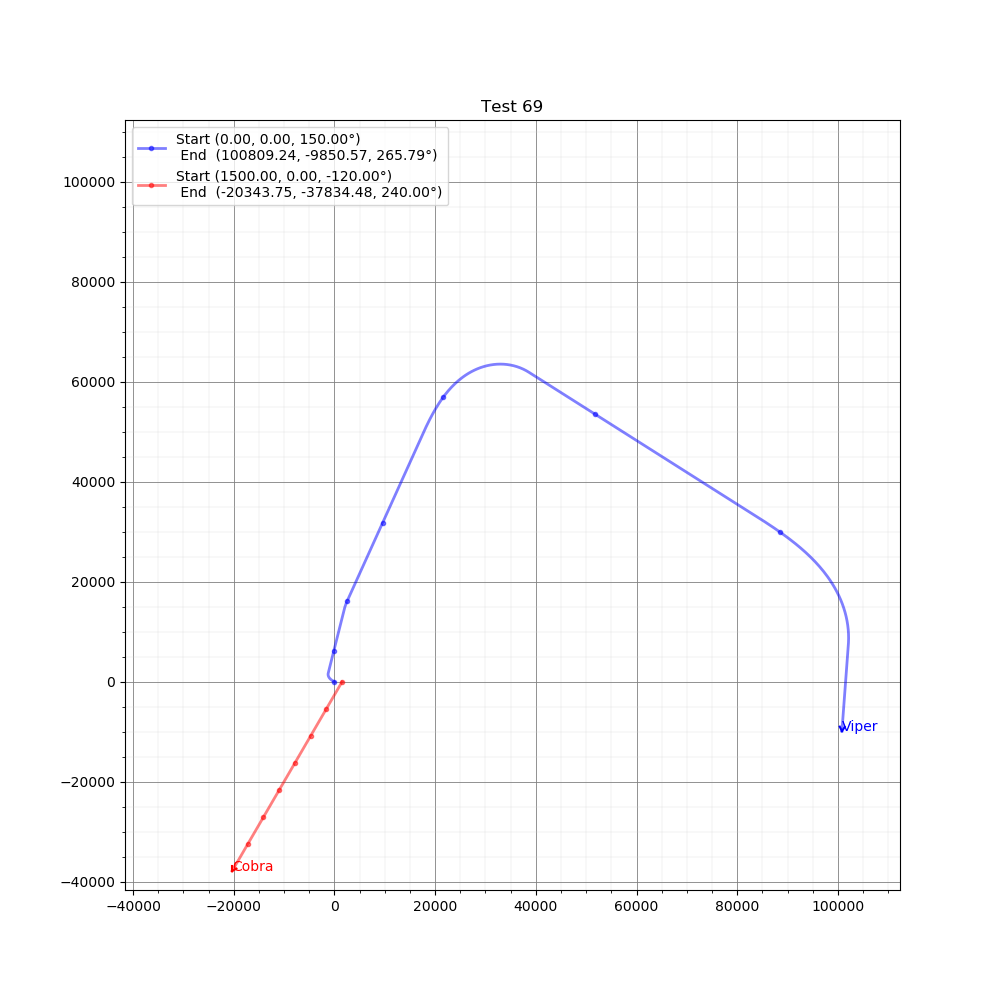 Test 69
Start (0.00, 0.00, 150.00°)
End (100809.24, -9850.57, 265.79°)
Start (1500.00, 0.00, -120.00°)
End (-20343.75, -37834.48, 240.00°)
100000
80000
60000
40000
20000
0
−20000
−40000
Viper
Cobra
−40000 −20000 0 20000 40000 60000 80000 100000